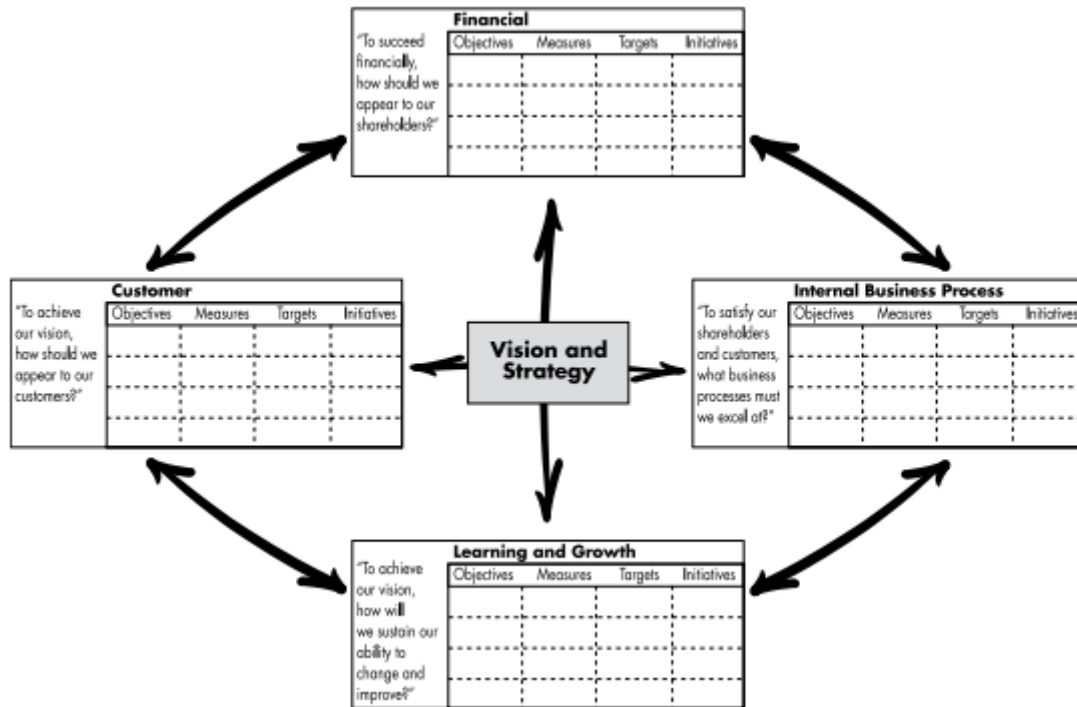 Financial
"To succeed
financially,
how should we
appear to our
shareholders?"
Objectives Measures Targets Initiatives
Customer
"To achieve
our vision,
how should we
appear to our
customers?"
Objectives Measures Targets Initiatives
Vision and
Strategy
Internal Business Process
"To satisfy our
shareholders
and customers,
what business
processes must
we excel at?"
Objectives Measures Targets Initiatives
Learning and Growth
"To achieve
our vision,
how will
we sustain our
ability to
change and
improve?"
Objectives Measures Targets Initiatives